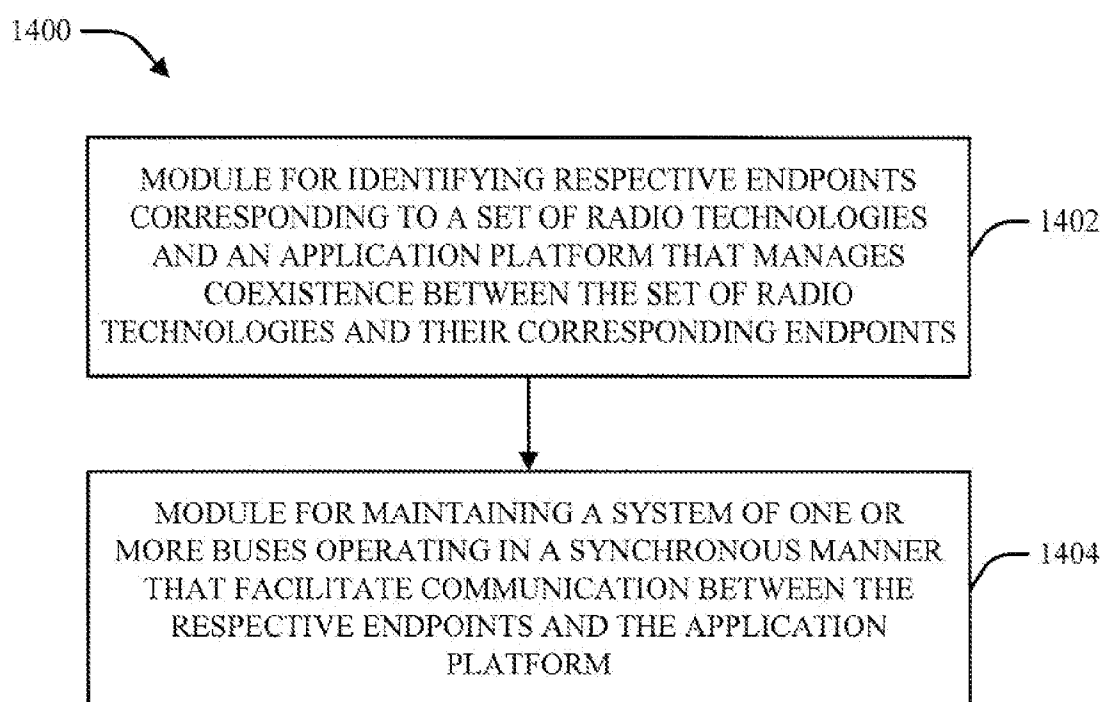 1400
MODULE FOR IDENTIFYING RESPECTIVE ENDPOINTS
CORRESPONDING TO A SET OF RADIO TECHNOLOGIES
AND AN APPLICATION PLATFORM THAT MANAGES
COEXISTENCE BETWEEN THE SET OF RADIO
TECHNOLOGIES AND THEIR CORRESPONDING ENDPOINTS
1402
MODULE FOR MAINTAINING A SYSTEM OF ONE OR
MORE BUSES OPERATING IN A SYNCHRONOUS MANNER
THAT FACILITATE COMMUNICATION BETWEEN THE
RESPECTIVE ENDPOINTS AND THE APPLICATION
PLATFORM
1404